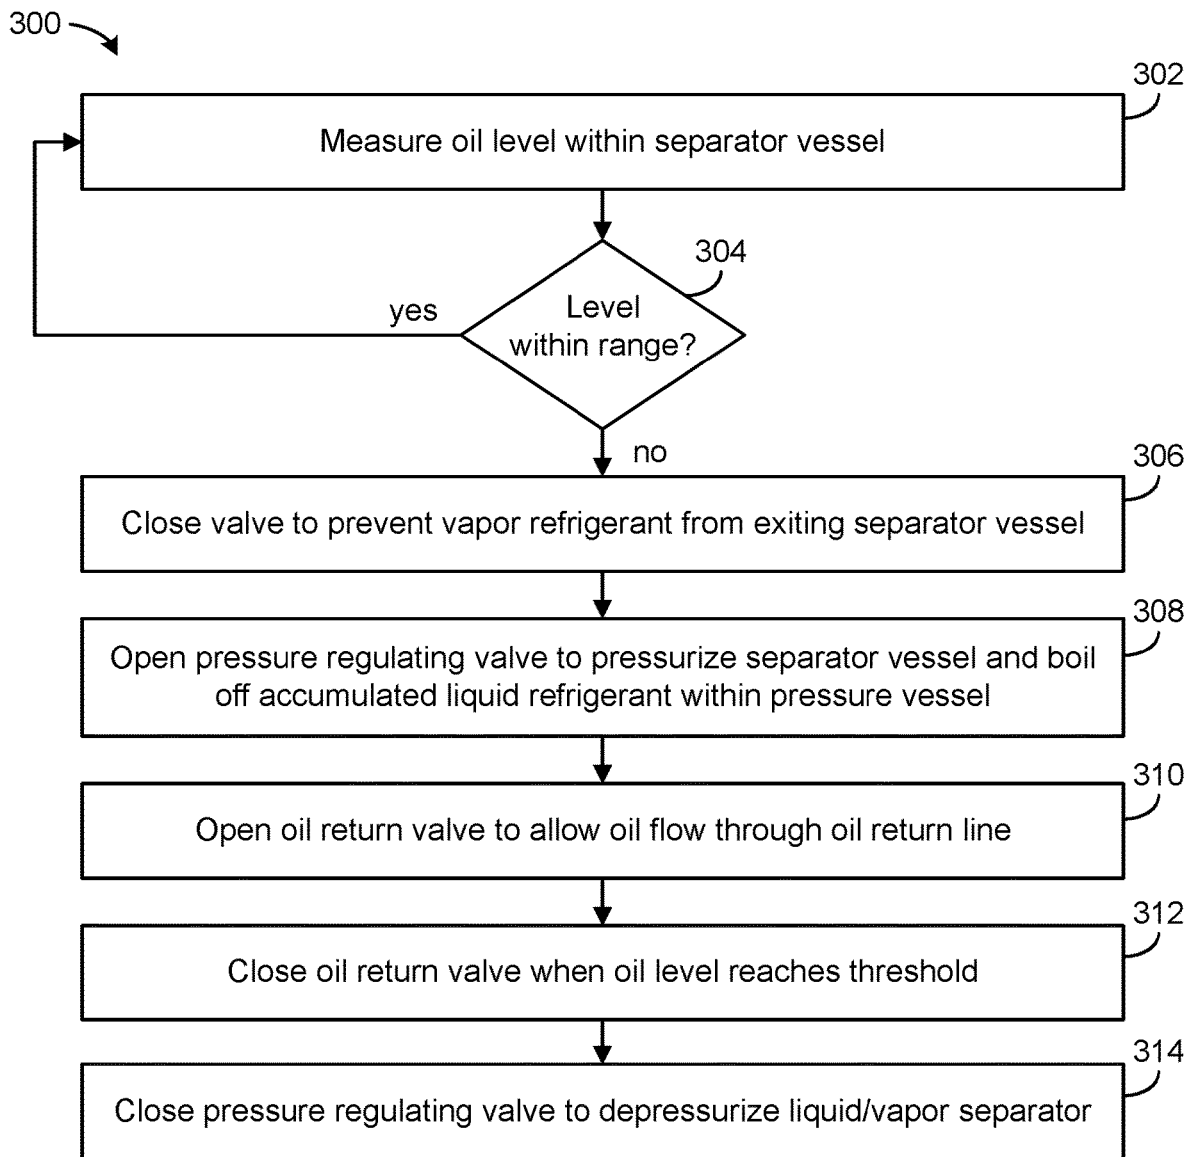 300
302
Measure oil level within separator vessel
304
Level
within range?
yes
no
306
Close valve to prevent vapor refrigerant from exiting separator vessel
308
Open pressure regulating valve to pressurize separator vessel and boil
off accumulated liquid refrigerant within pressure vessel
310
Open oil return valve to allow oil flow through oil return line
312
Close oil return valve when oil level reaches threshold
314
Close pressure regulating valve to depressurize liquid/vapor separator